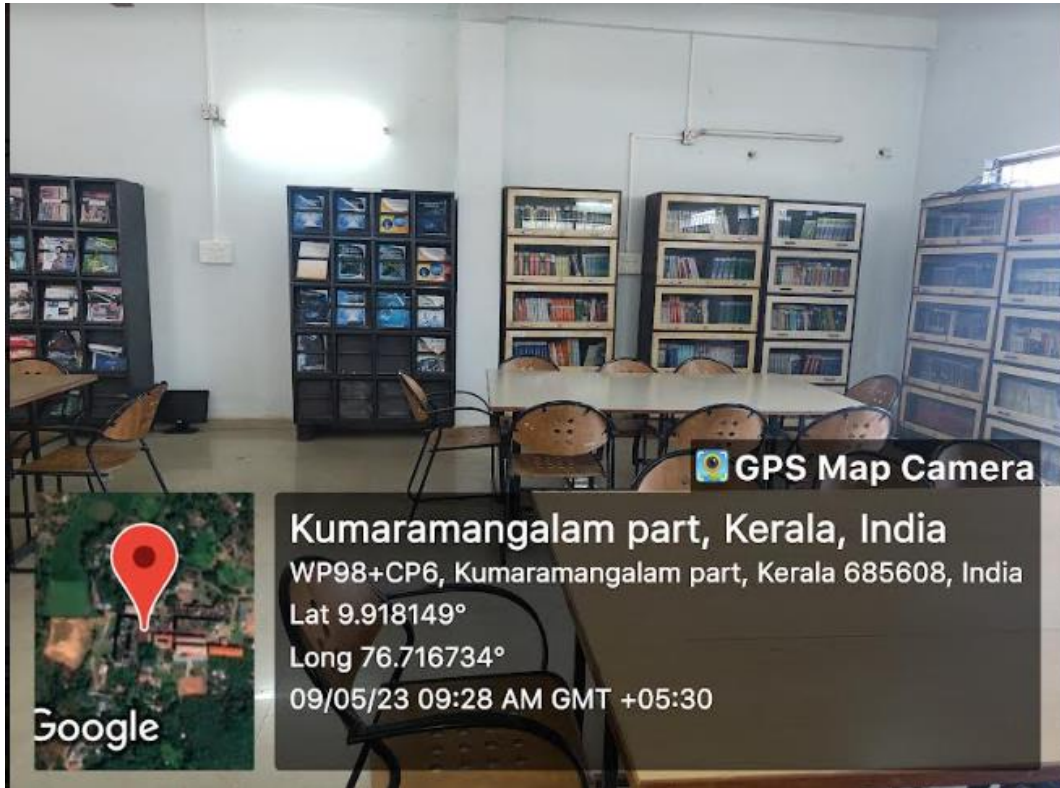 GPS Map Camera
Kumaramangalam part, Kerala, India
WP98+CP6, Kumaramangalam part, Kerala 685608, India
Lat 9.918149°
Long 76.716734°
09/05/23 09:28 AM GMT +05:30
Google